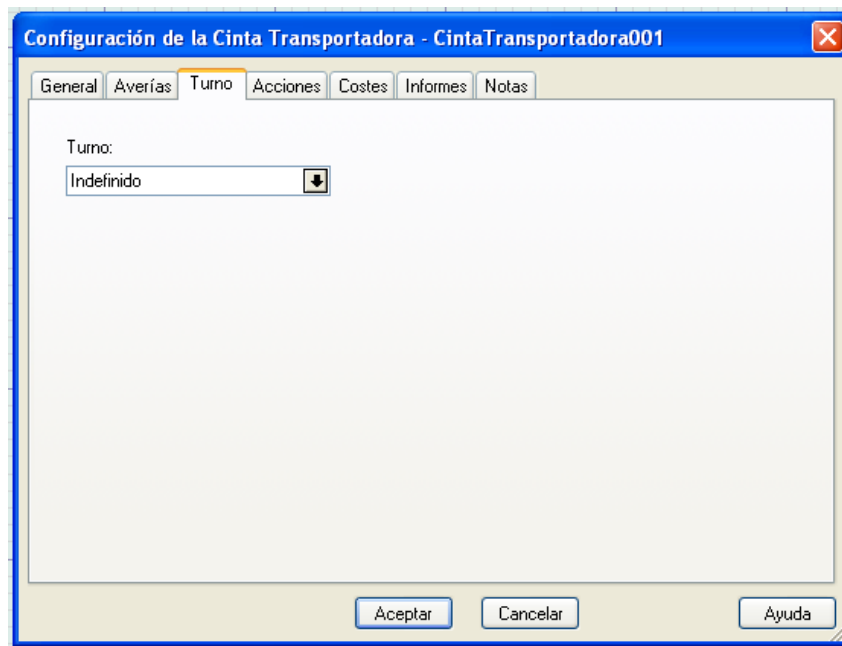 Configuración de la Cinta Transportadora - CintaTransportadora001
General Averías Turno Acciones Costes Informes Notas
Turno:
Indefinido
Aceptar Cancelar Ayuda